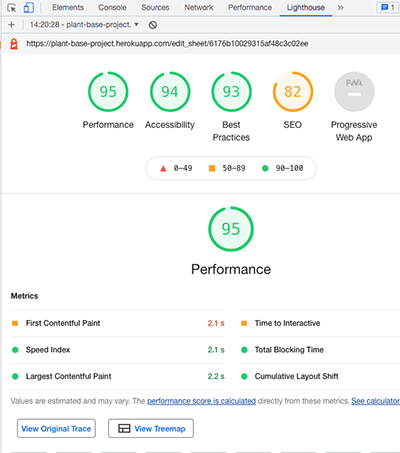 Elements Console Sources Network Performance Lighthouse » 1
14:20:28 - plant-base-project.
https://plant-base-project.herokuapp.com/edit_sheet/6176b10029315af48c3c02ee
95 94 93 82 PWA
Performance Accessibility Best Practices SEO Progressive Web App
0–49 50–89 90–100
95
Performance
Metrics
First Contentful Paint 2.1 s Time to Interactive
Speed Index 2.1 s Total Blocking Time
Largest Contentful Paint 2.2 s Cumulative Layout Shift
Values are estimated and may vary. The performance score is calculated directly from these metrics. See calculator
View Original Trace View Treemap